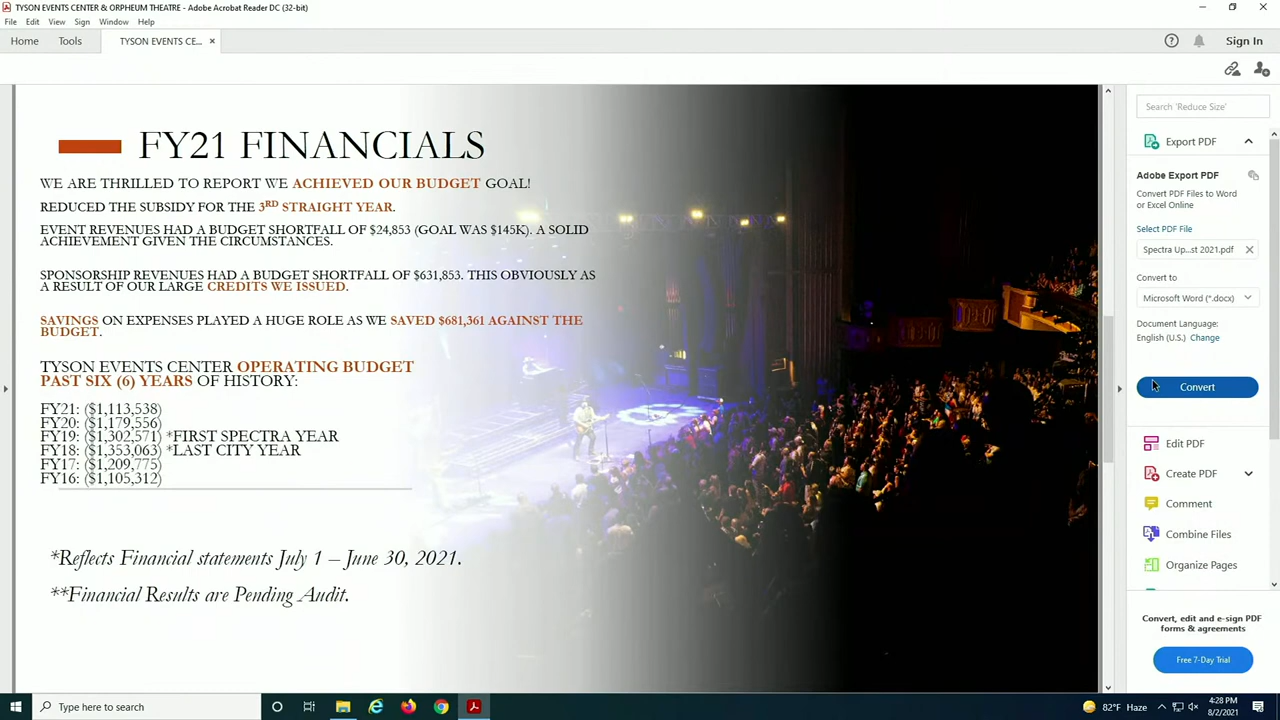 TYSON EVENTS CENTER & ORPHEUM THEATRE - Adobe Acrobat Reader DC (32-bit)
File Edit View Sign Window Help
Home Tools TYSON EVENTS CE... × Sign In
Search 'Reduce Size'
Export PDF
Adobe Export PDF
Convert PDF Files to Word
or Excel Online
Select PDF File
Spectra Up...st 2021.pdf
Convert to
Microsoft Word (*.docx)
Document Language:
English (U.S.) Change
Convert
Edit PDF
Create PDF
Comment
Combine Files
Organize Pages
Convert, edit and e-sign PDF
forms & agreements
Free 7-Day Trial
FY21 FINANCIALS
WE ARE THRILLED TO REPORT WE ACHIEVED OUR BUDGET GOAL!
REDUCED THE SUBSIDY FOR THE 3RD STRAIGHT YEAR.
EVENT REVENUES HAD A BUDGET SHORTFALL OF $24,853 (GOAL WAS $145K). A SOLID
ACHIEVEMENT GIVEN THE CIRCUMSTANCES.
SPONSORSHIP REVENUES HAD A BUDGET SHORTFALL OF $631,853. THIS OBVIOUSLY AS
A RESULT OF OUR LARGE CREDITS WE ISSUED.
SAVINGS ON EXPENSES PLAYED A HUGE ROLE AS WE SAVED $681,361 AGAINST THE
BUDGET.
TYSON EVENTS CENTER OPERATING BUDGET
PAST SIX (6) YEARS OF HISTORY:
FY21: ($1,113,538)
FY20: ($1,179,556)
FY19: ($1,302,571) *FIRST SPECTRA YEAR
FY18: ($1,353,063) *LAST CITY YEAR
FY17: ($1,209,775)
FY16: ($1,105,312)
*Reflects Financial statements July 1 – June 30, 2021.
**Financial Results are Pending Audit.
Type here to search
82°F Haze
4:28 PM
8/2/2021